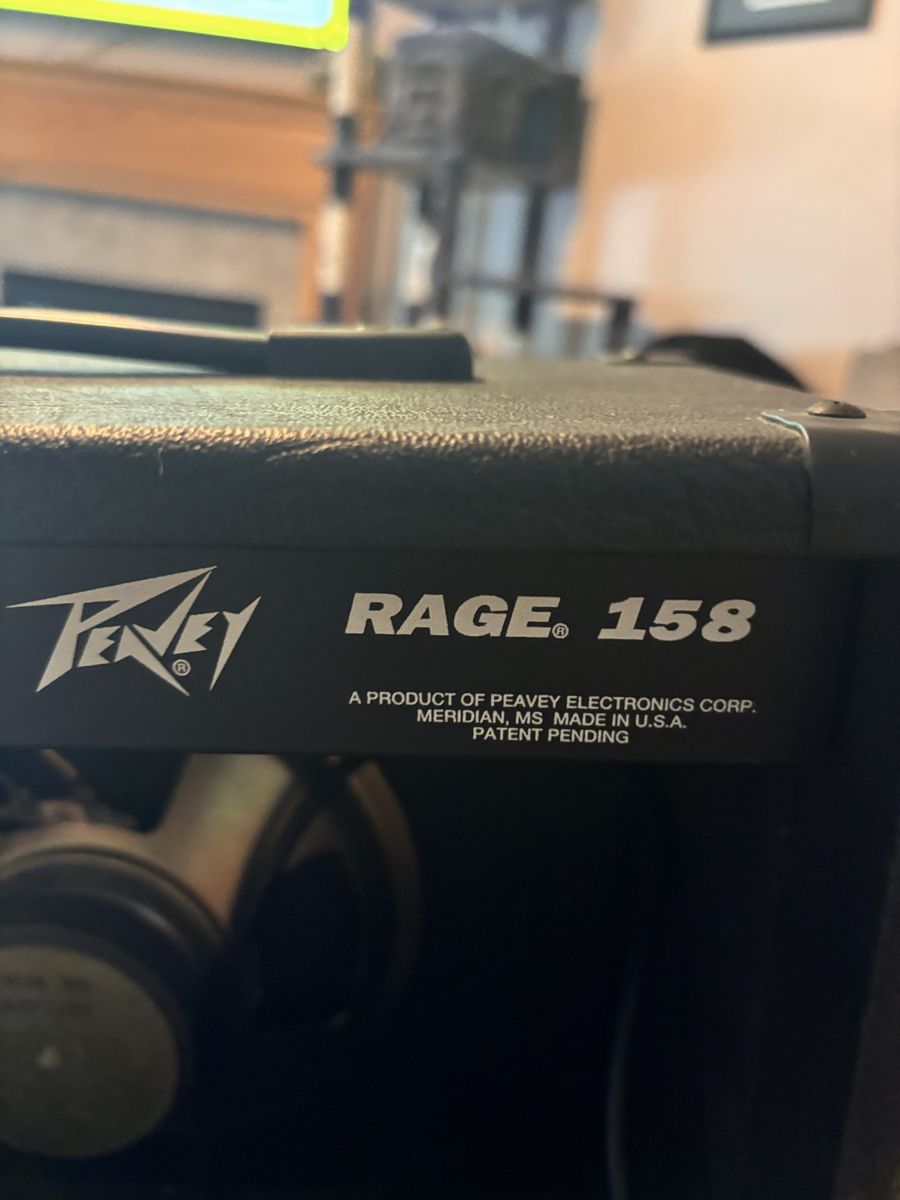 PEAVEY®
RAGE® 158
A PRODUCT OF PEAVEY ELECTRONICS CORP.
MERIDIAN, MS MADE IN U.S.A.
PATENT PENDING